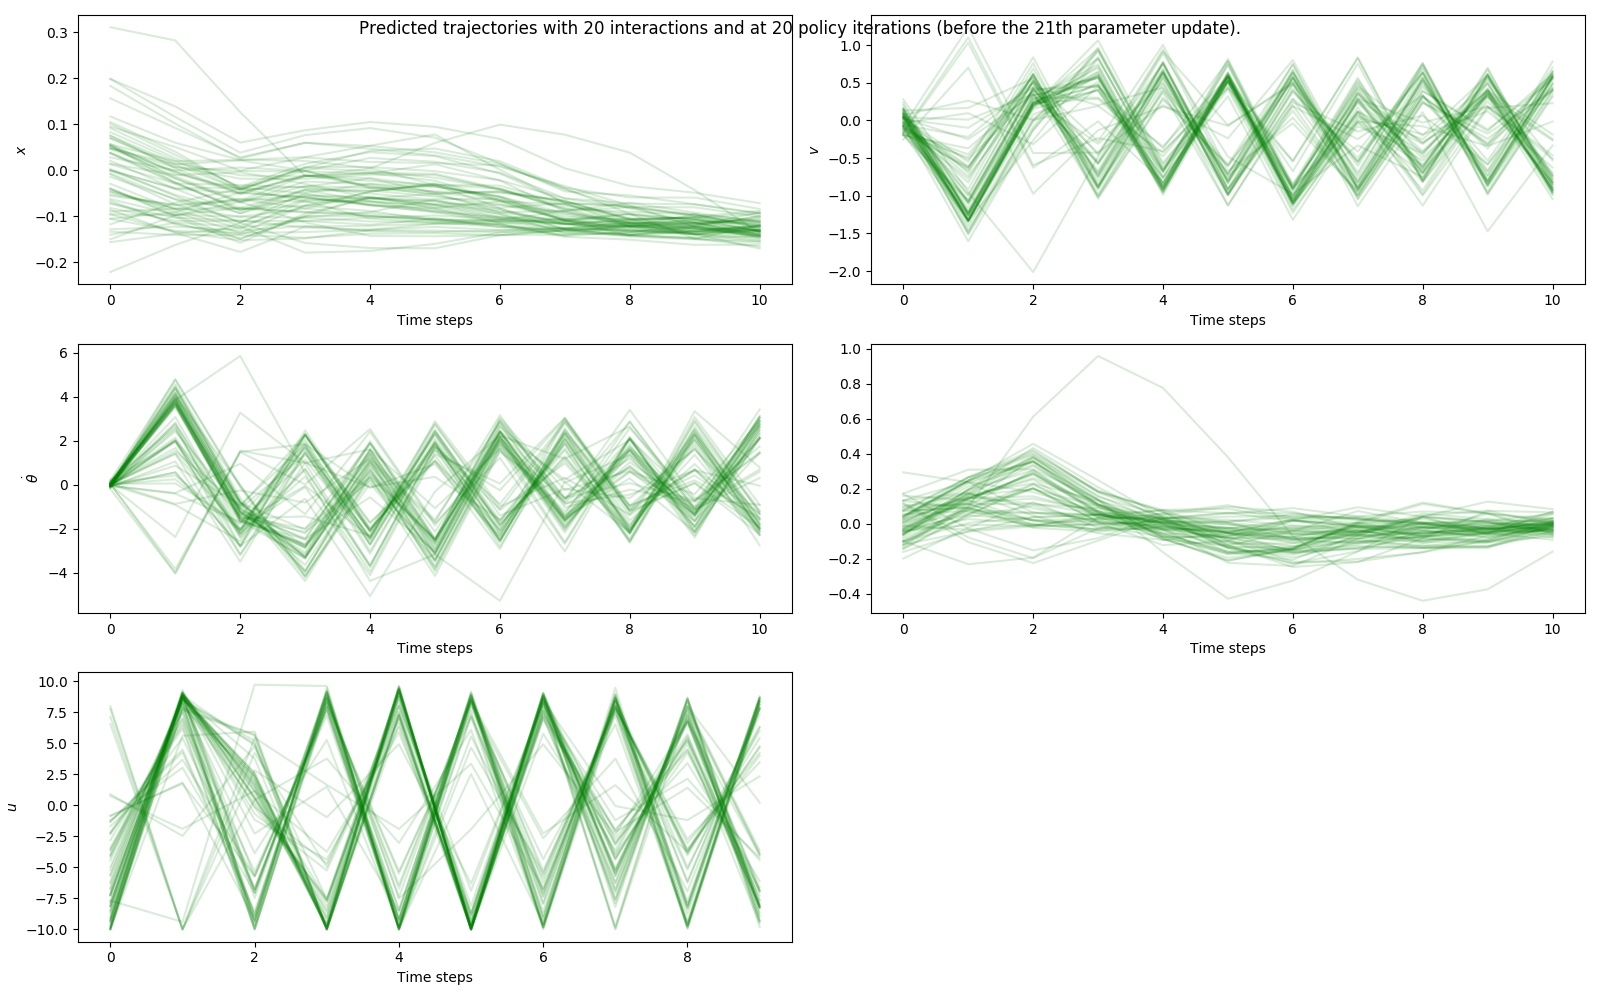 Predicted trajectories with 20 interactions and at 20 policy iterations (before the 21th parameter update).
0.3
0.2
0.1
0.0
−0.1
−0.2
x
0 2 4 6 8 10
Time steps
1.0
0.5
0.0
−0.5
−1.0
−1.5
−2.0
v
0 2 4 6 8 10
Time steps
6
4
2
0
−2
−4
θ̇
0 2 4 6 8 10
Time steps
1.0
0.8
0.6
0.4
0.2
0.0
−0.2
−0.4
θ
0 2 4 6 8 10
Time steps
10.0
7.5
5.0
2.5
0.0
−2.5
−5.0
−7.5
−10.0
u
0 2 4 6 8
Time steps